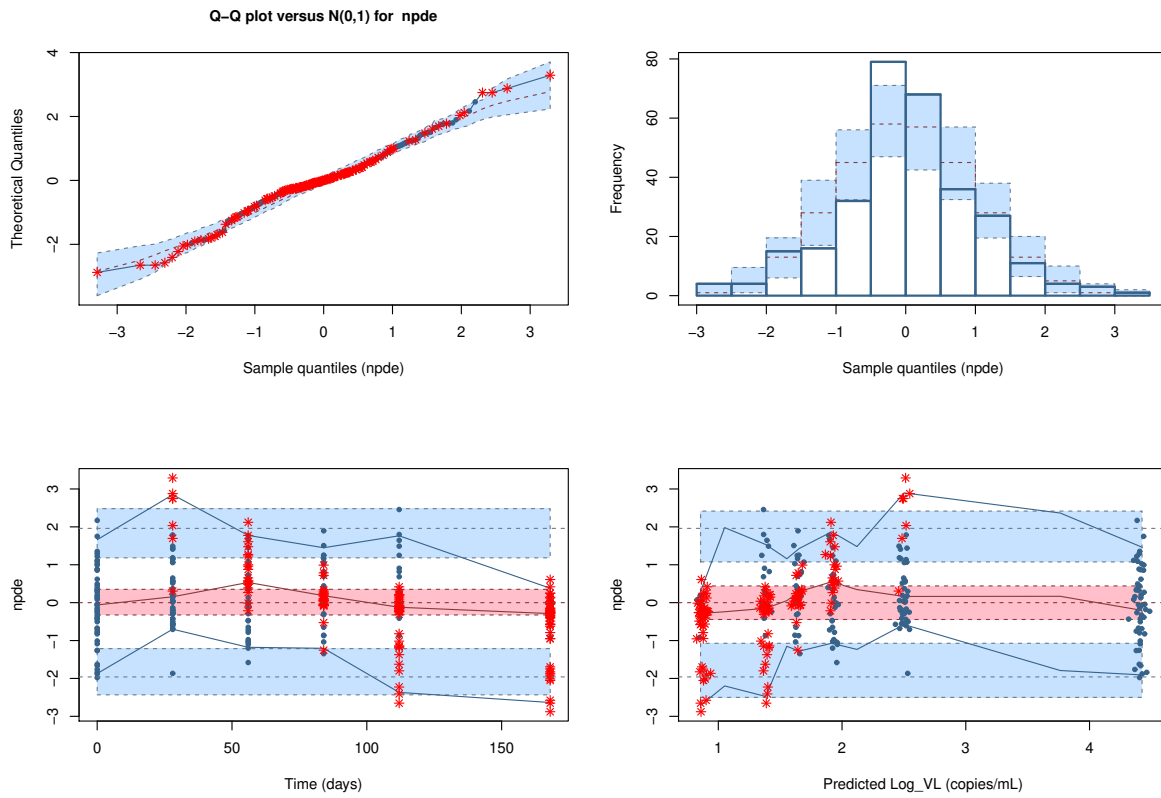 Q−Q plot versus N(0,1) for npde
4
2
0
−2
Theoretical Quantiles
−3 −2 −1 0 1 2 3
Sample quantiles (npde)
80
60
40
20
0
Frequency
−3 −2 −1 0 1 2 3
Sample quantiles (npde)
3
2
1
0
−1
−2
−3
npde
0 50 100 150
Time (days)
3
2
1
0
−1
−2
−3
npde
1 2 3 4
Predicted Log_VL (copies/mL)